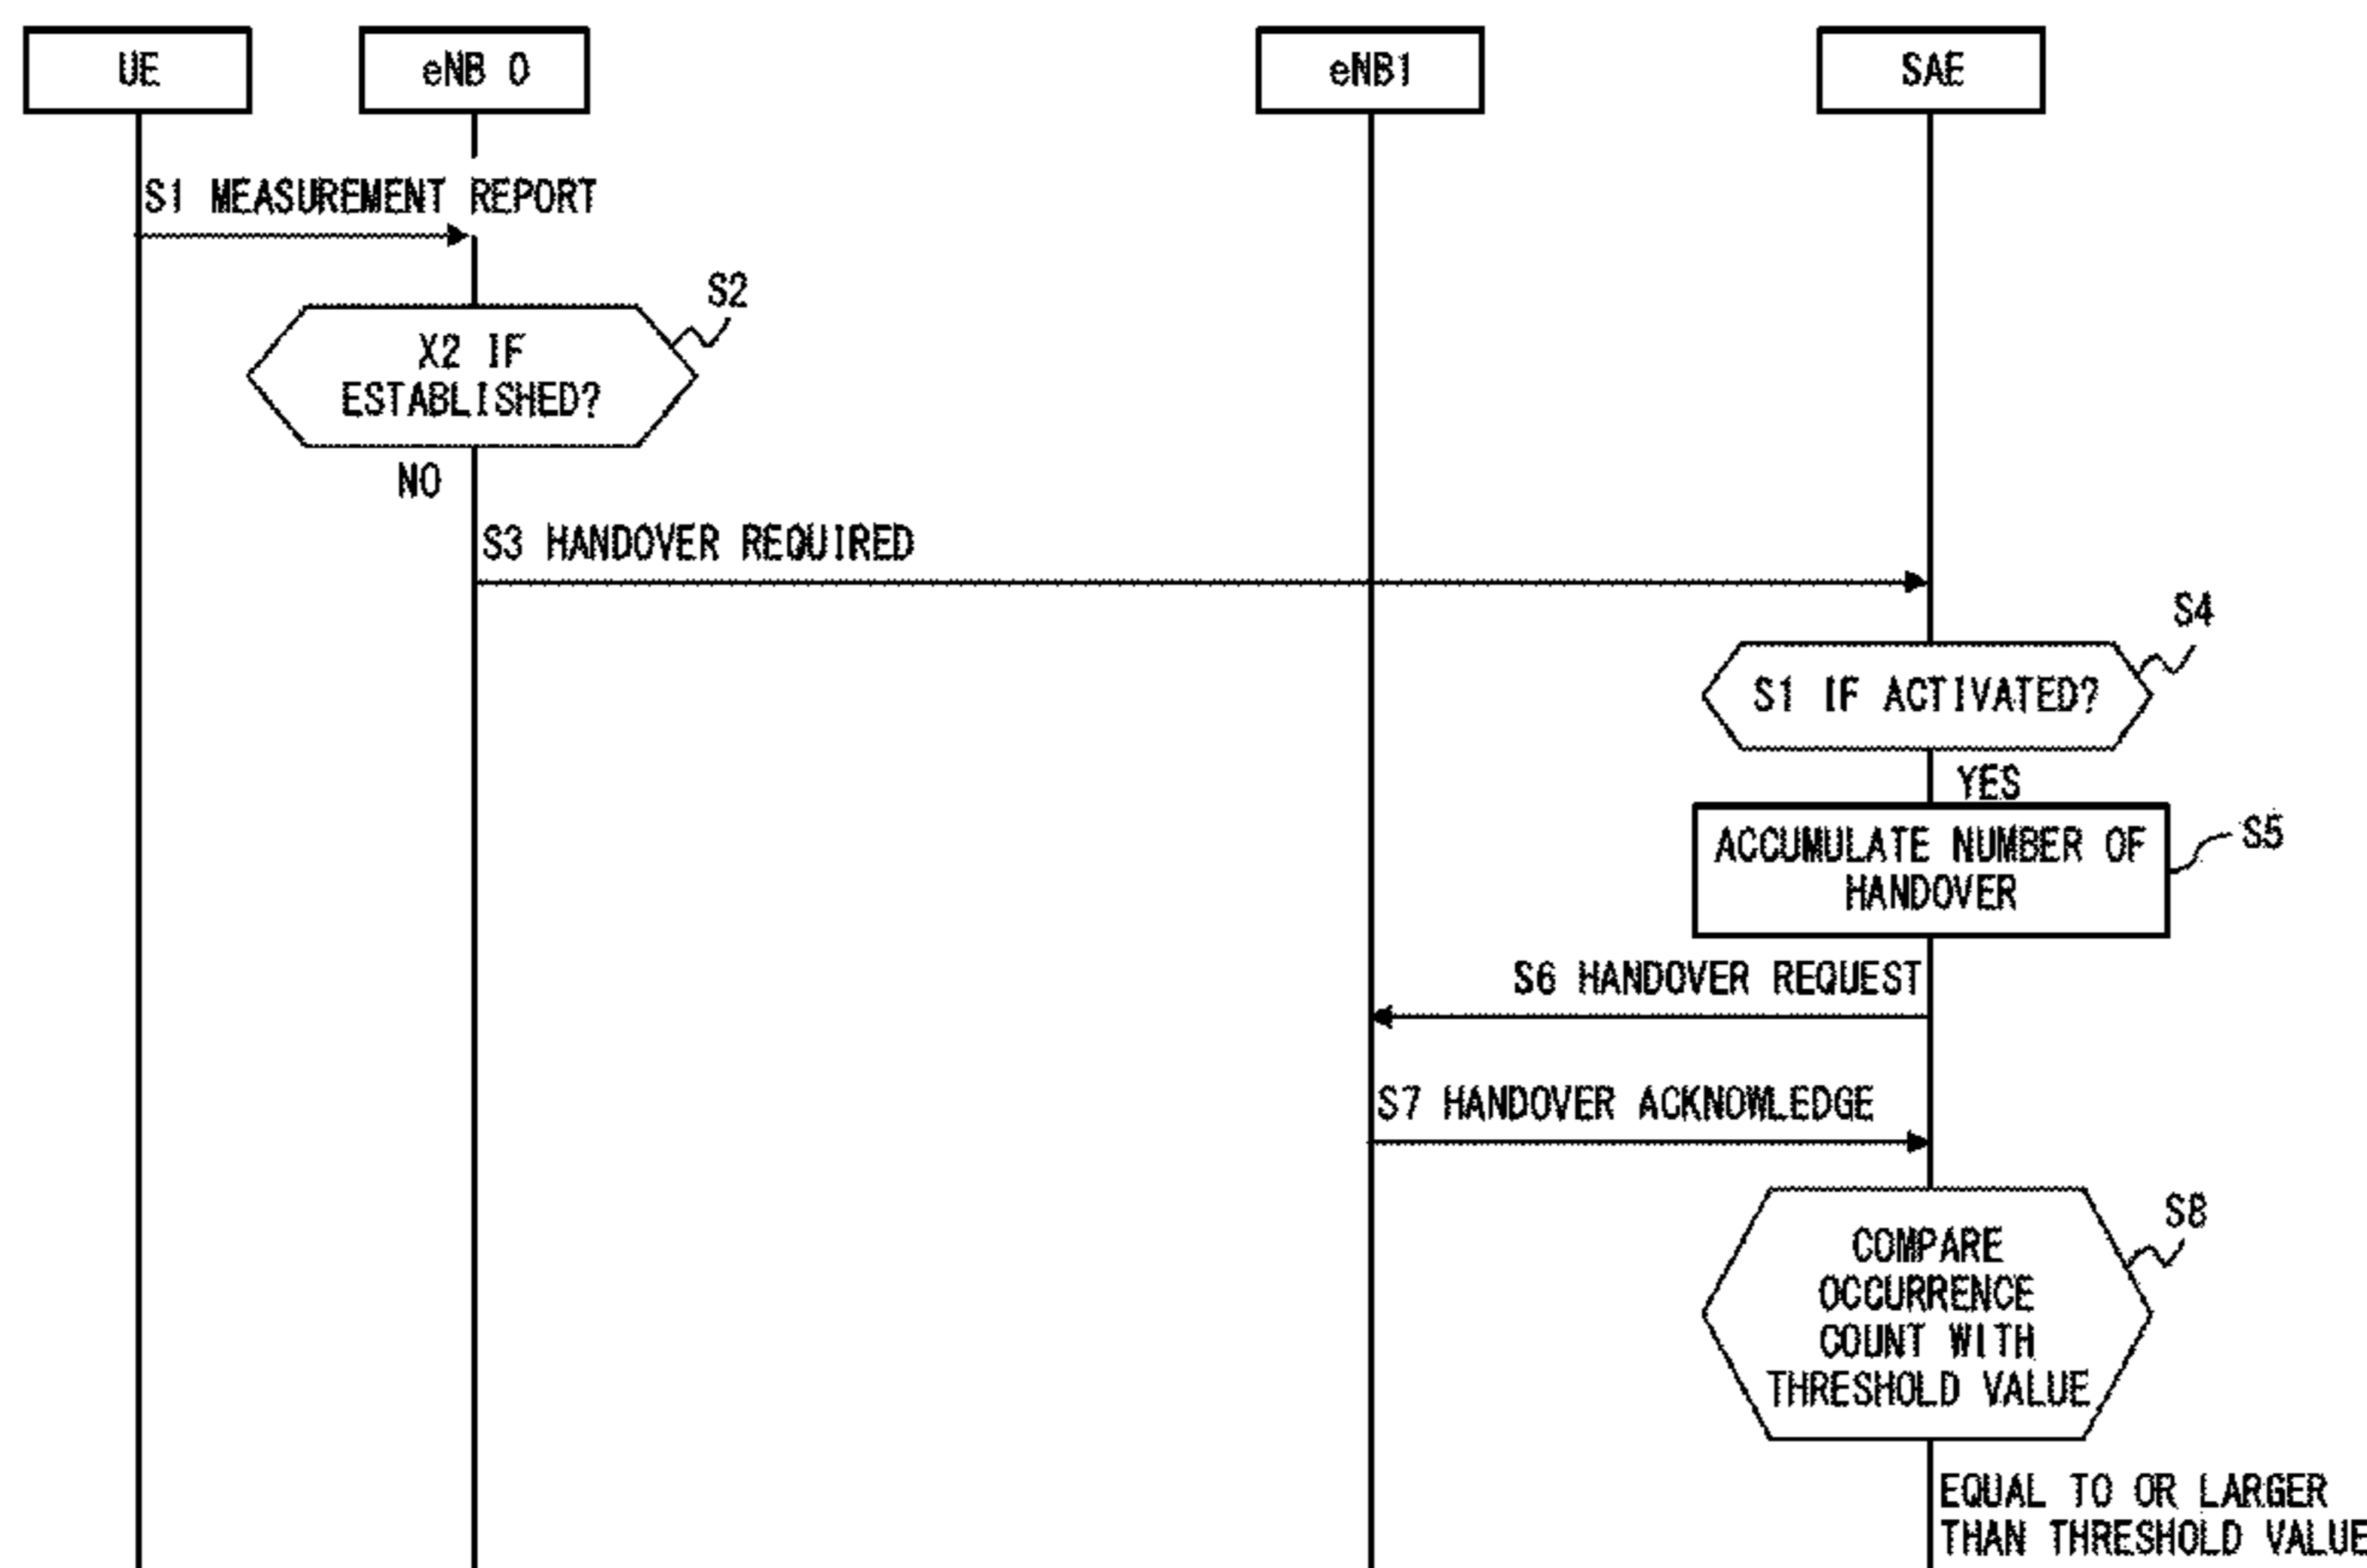 UE
eNB 0
eNB1
SAE
S1 MEASUREMENT REPORT
S2
X2 IF
ESTABLISHED?
NO
S3 HANDOVER REQUIRED
S4
S1 IF ACTIVATED?
YES
ACCUMULATE NUMBER OF
HANDOVER
S5
S6 HANDOVER REQUEST
S7 HANDOVER ACKNOWLEDGE
S8
COMPARE
OCCURRENCE
COUNT WITH
THRESHOLD VALUE
EQUAL TO OR LARGER
THAN THRESHOLD VALUE